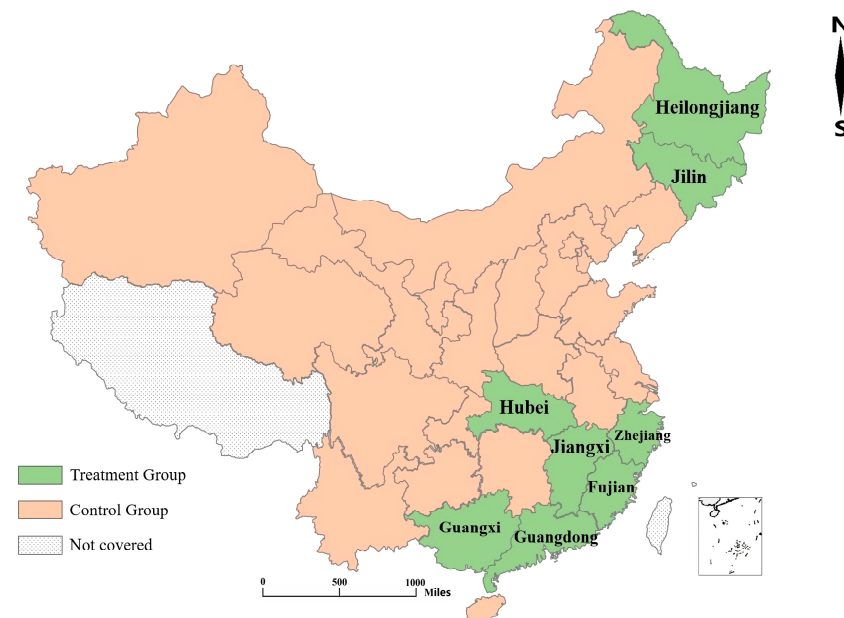 N
S
Heilongjiang
Jilin
Hubei
Zhejiang
Jiangxi
Fujian
Guangxi
Guangdong
Treatment Group
Control Group
Not covered
0 500 1000
Miles